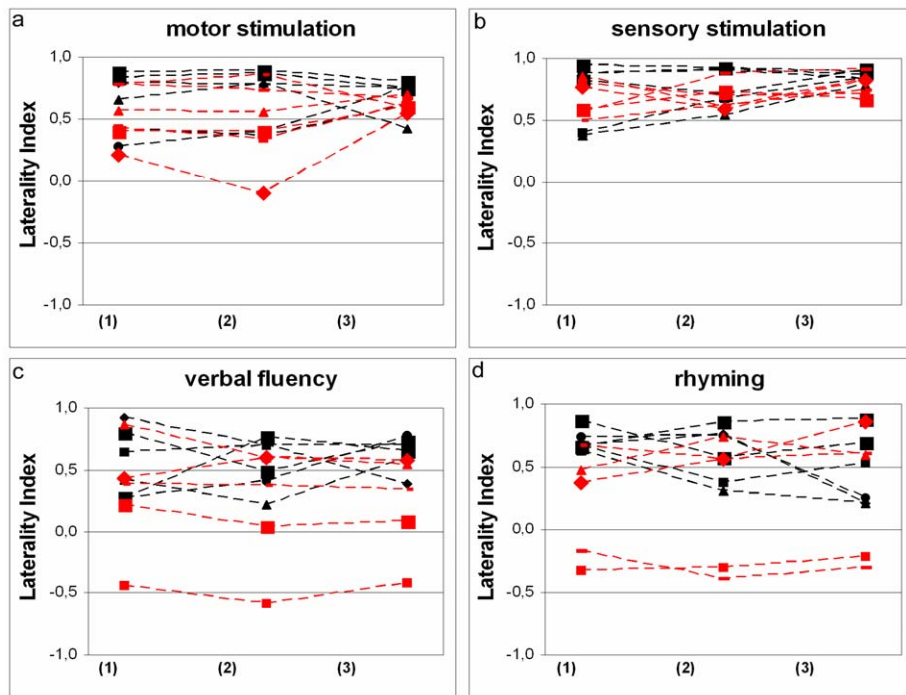 a
motor stimulation
Laterality Index
1,0
0,5
0,0
-0,5
-1,0
(1) (2) (3)
b
sensory stimulation
Laterality Index
1,0
0,5
0,0
-0,5
-1,0
(1) (2) (3)
c
verbal fluency
Laterality Index
1,0
0,5
0,0
-0,5
-1,0
(1) (2) (3)
d
rhyming
Laterality Index
1,0
0,5
0,0
-0,5
-1,0
(1) (2) (3)